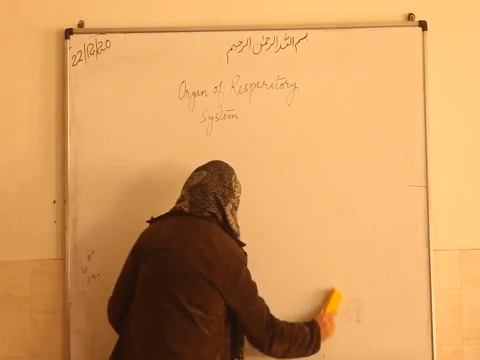 22/12/20
بسم الله الرحمن الرحيم
Organ of Respiratory
System